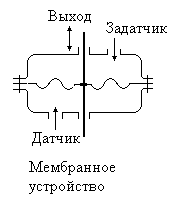 Выход
Задатчик
Датчик
Мембранное
устройство